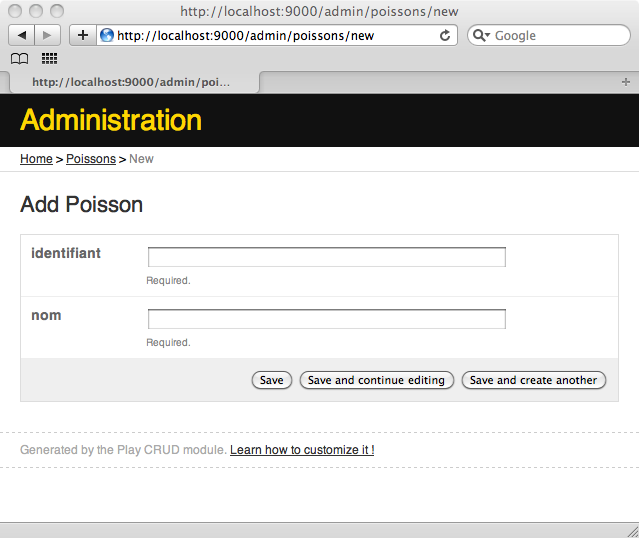 http://localhost:9000/admin/poissons/new
http://localhost:9000/admin/poissons/new
Google
http://localhost:9000/admin/poi...
Administration
Home > Poissons > New
Add Poisson
identifiant
Required.
nom
Required.
Save Save and continue editing Save and create another
Generated by the Play CRUD module. Learn how to customize it !